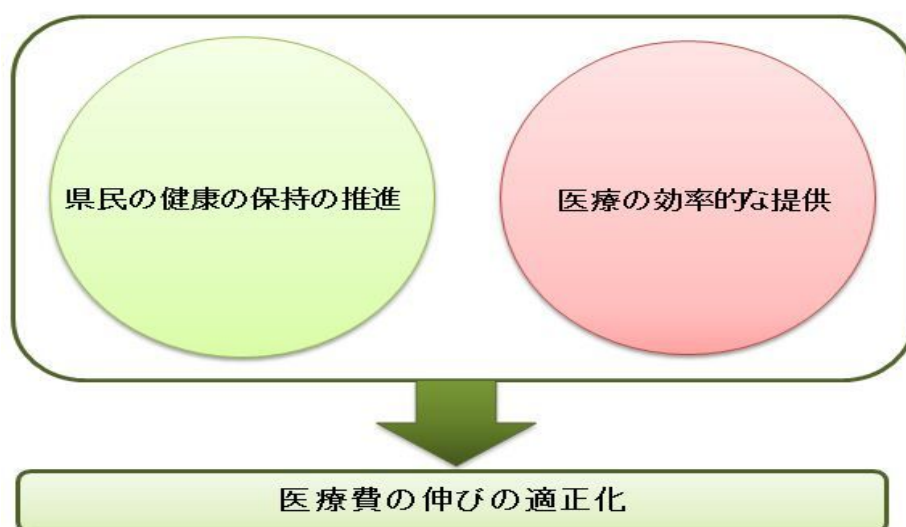 県民の健康の保持の推進
医療の効率的な提供
医療費の伸びの適正化